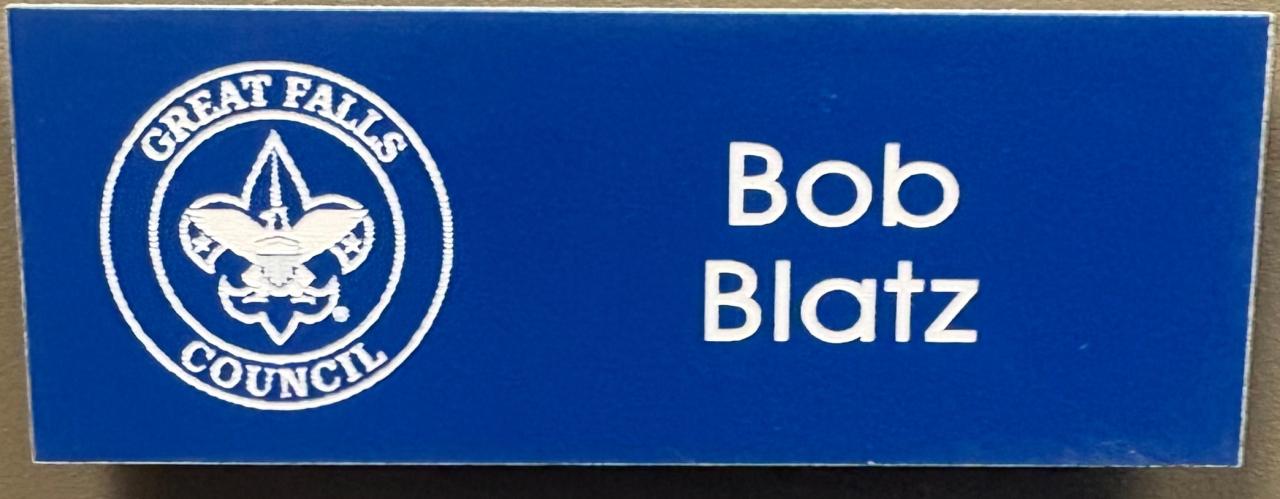 GREAT FALLS
COUNCIL
Bob
Blatz